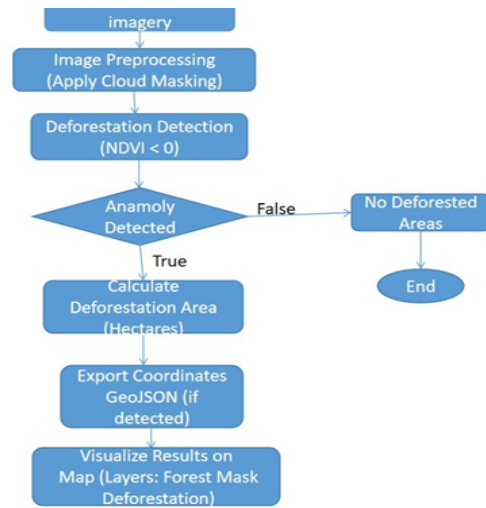 imagery
Image Preprocessing
(Apply Cloud Masking)
Deforestation Detection
(NDVI < 0)
Anamoly
Detected
False
No Deforested
Areas
End
True
Calculate
Deforestation Area
(Hectares)
Export Coordinates
GeoJSON (if
detected)
Visualize Results on
Map (Layers: Forest Mask
Deforestation)